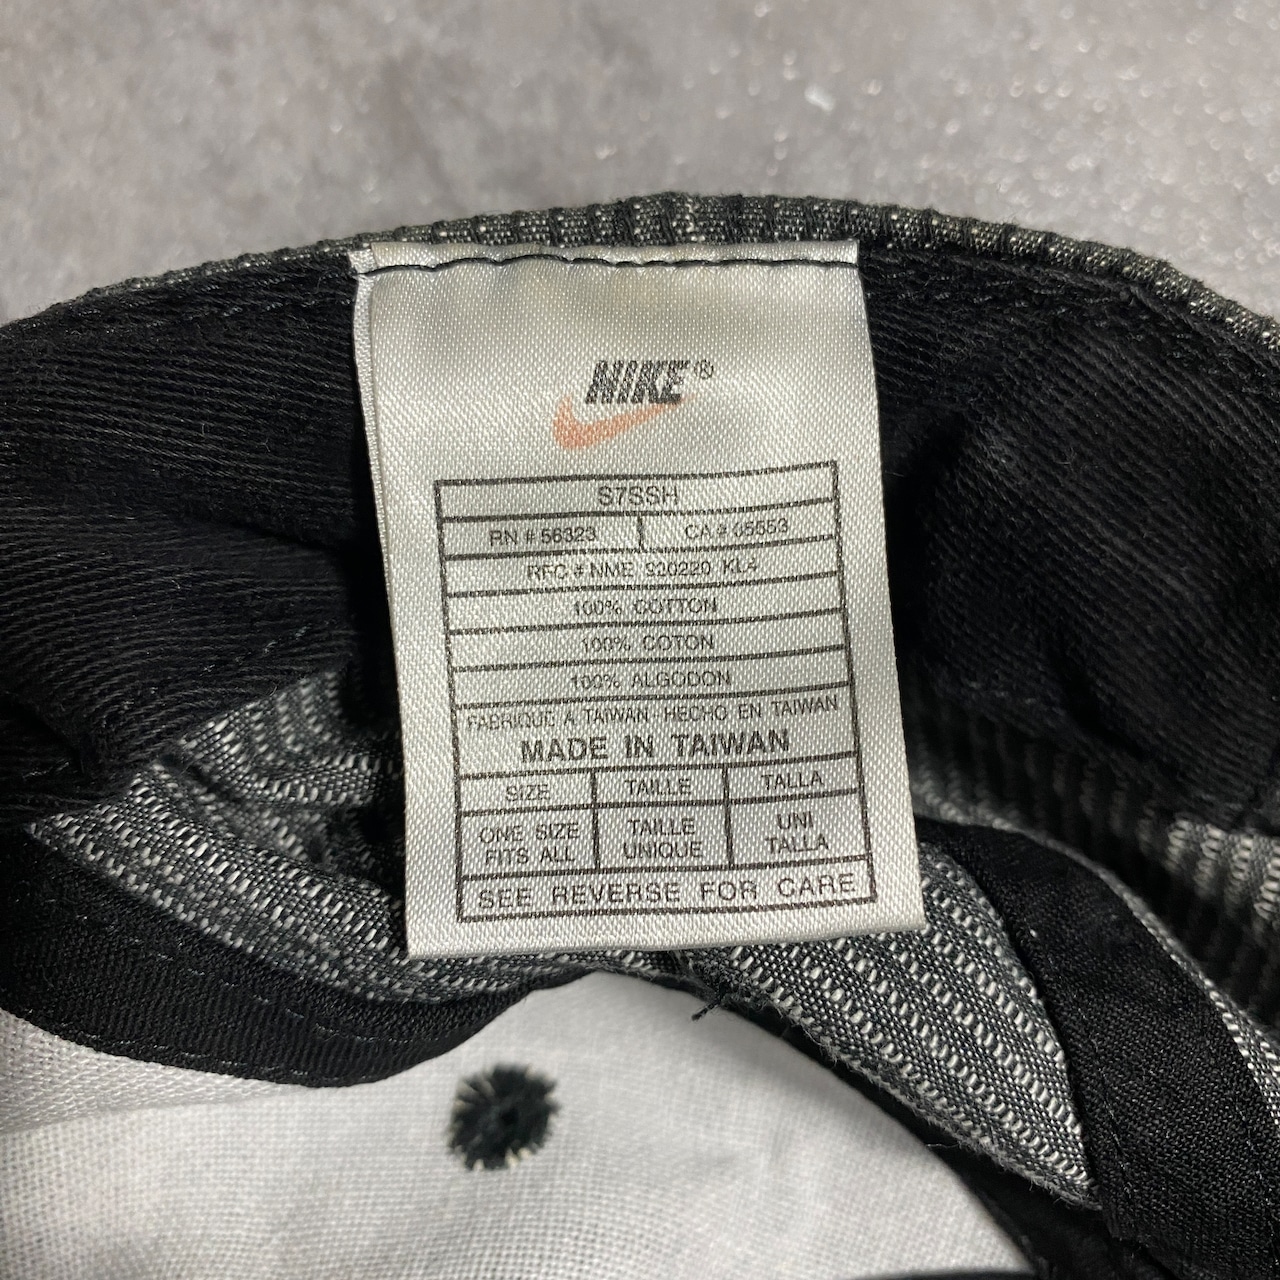 NIKE®
S7SSH
RN # 56323 CA # 05553
RFC # NME 920220 KL4
100% COTTON
100% COTON
100% ALGODON
FABRIQUE A TAIWAN · HECHO EN TAIWAN
MADE IN TAIWAN
SIZE TAILLE TALLA
ONE SIZE FITS ALL TAILLE UNIQUE UNI TALLA
SEE REVERSE FOR CARE